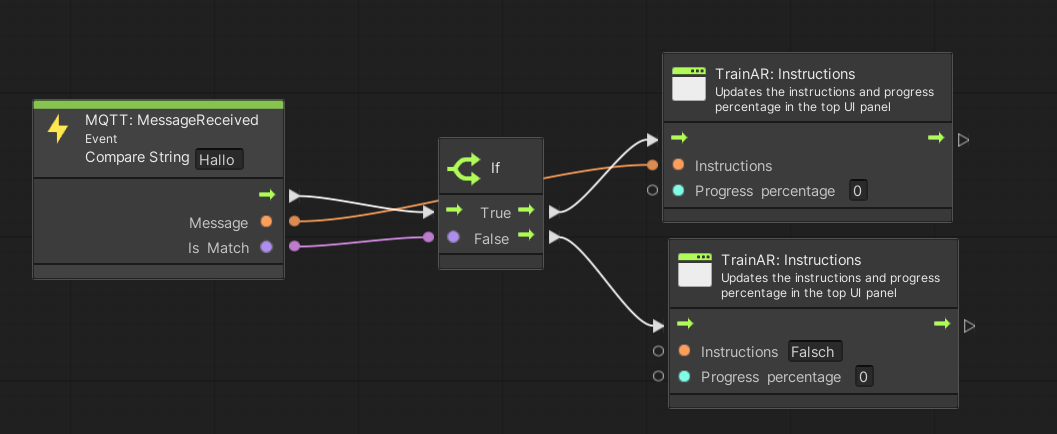 MQTT: MessageReceived
Event
Compare String Hallo
Message
Is Match
If
True
False
TrainAR: Instructions
Updates the instructions and progress
percentage in the top UI panel
Instructions
Progress percentage 0
TrainAR: Instructions
Updates the instructions and progress
percentage in the top UI panel
Instructions Falsch
Progress percentage 0